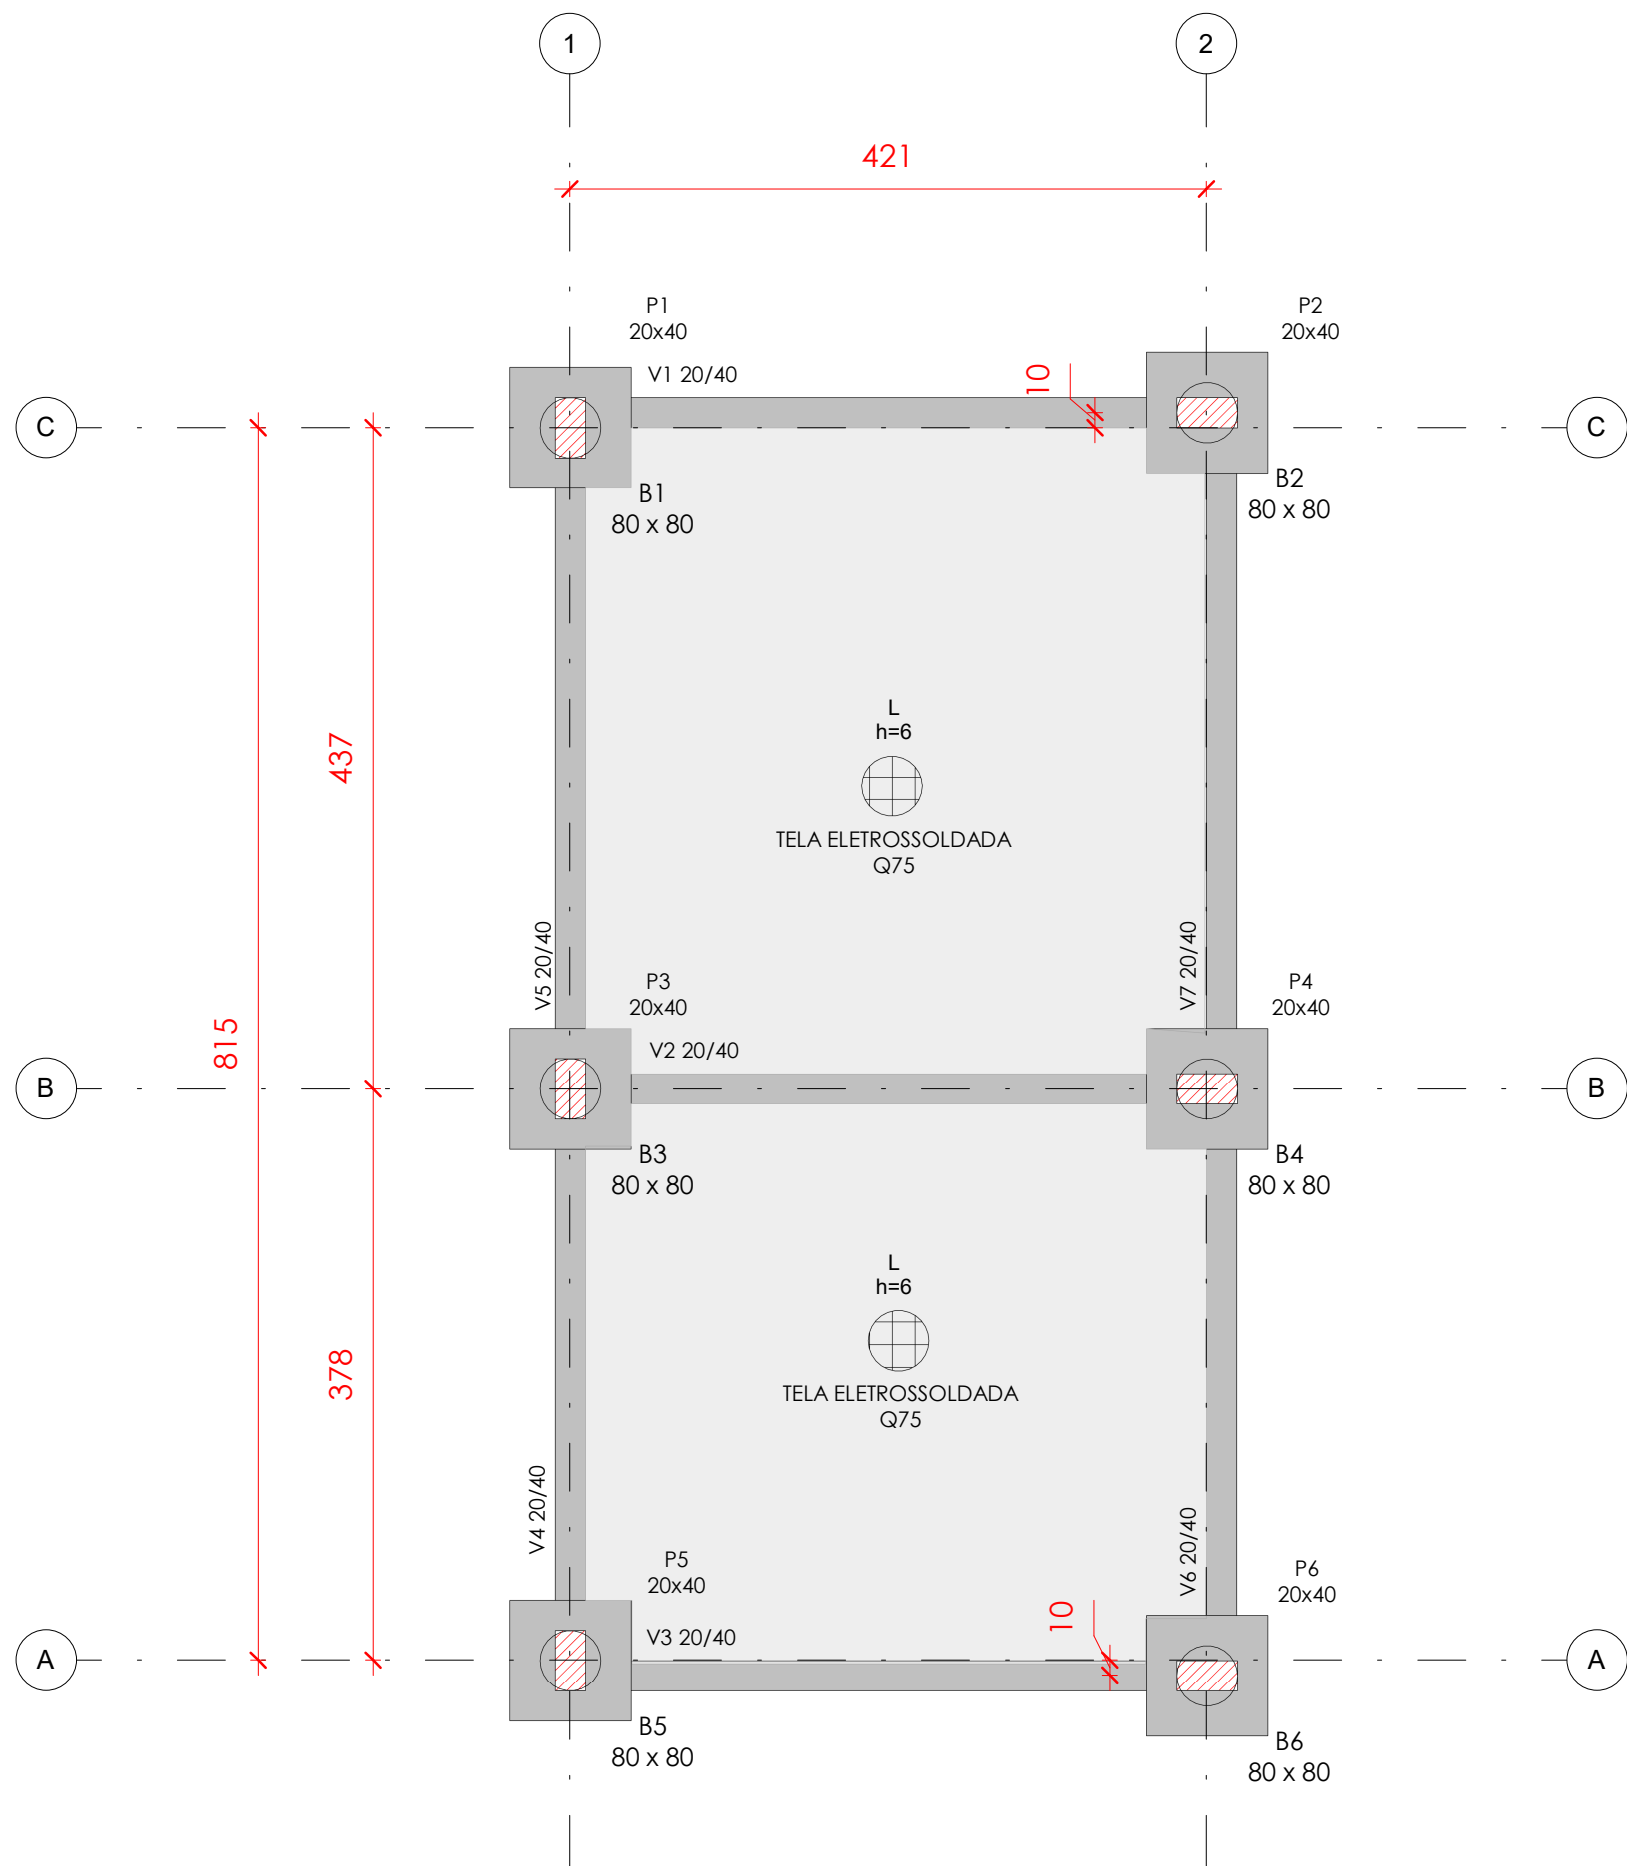 1
2
421
P1
20x40
P2
20x40
V1 20/40
10
C
C
B1
80 x 80
B2
80 x 80
L
h=6
437
TELA ELETROSSOLDADA
Q75
V5 20/40
V7 20/40
P3
20x40
P4
20x40
815
V2 20/40
B
B
B3
80 x 80
B4
80 x 80
L
h=6
378
TELA ELETROSSOLDADA
Q75
V4 20/40
V6 20/40
P5
20x40
P6
20x40
10
V3 20/40
A
A
B5
80 x 80
B6
80 x 80